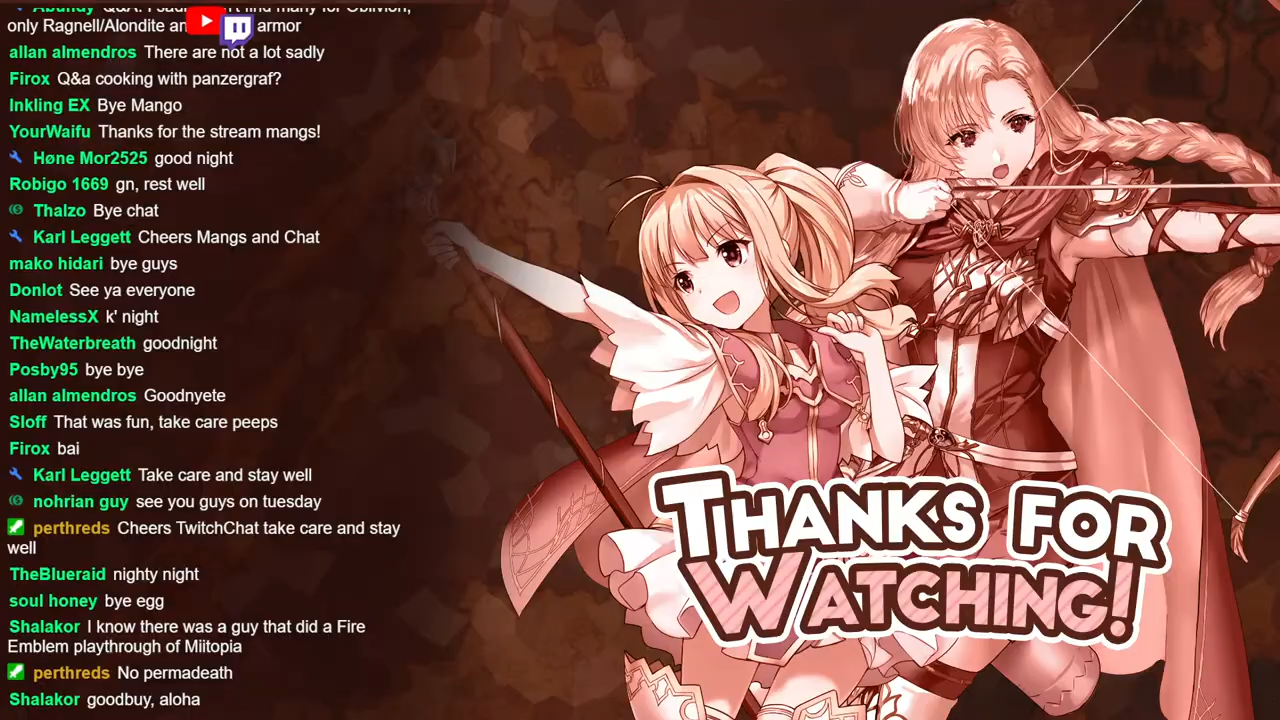 Abundy Q&A: I sadly
find many for Oblivion,
only Ragnell/Alondite an
armor
allan almendros There are not a lot sadly
Firox Q&a cooking with panzergraf?
Inkling EX Bye Mango
YourWaifu Thanks for the stream mangs!
Høne Mor2525 good night
Robigo 1669 gn, rest well
Thalzo Bye chat
Karl Leggett Cheers Mangs and Chat
mako hidari bye guys
Donlot See ya everyone
NamelessX k' night
TheWaterbreath goodnight
Posby95 bye bye
allan almendros Goodnyete
Sloff That was fun, take care peeps
Firox bai
Karl Leggett Take care and stay well
nohrian guy see you guys on tuesday
perthreds Cheers TwitchChat take care and stay
well
TheBlueraid nighty night
soul honey bye egg
Shalakor I know there was a guy that did a Fire
Emblem playthrough of Miitopia
perthreds No permadeath
Shalakor goodbuy, aloha
THANKS FOR
WATCHING!